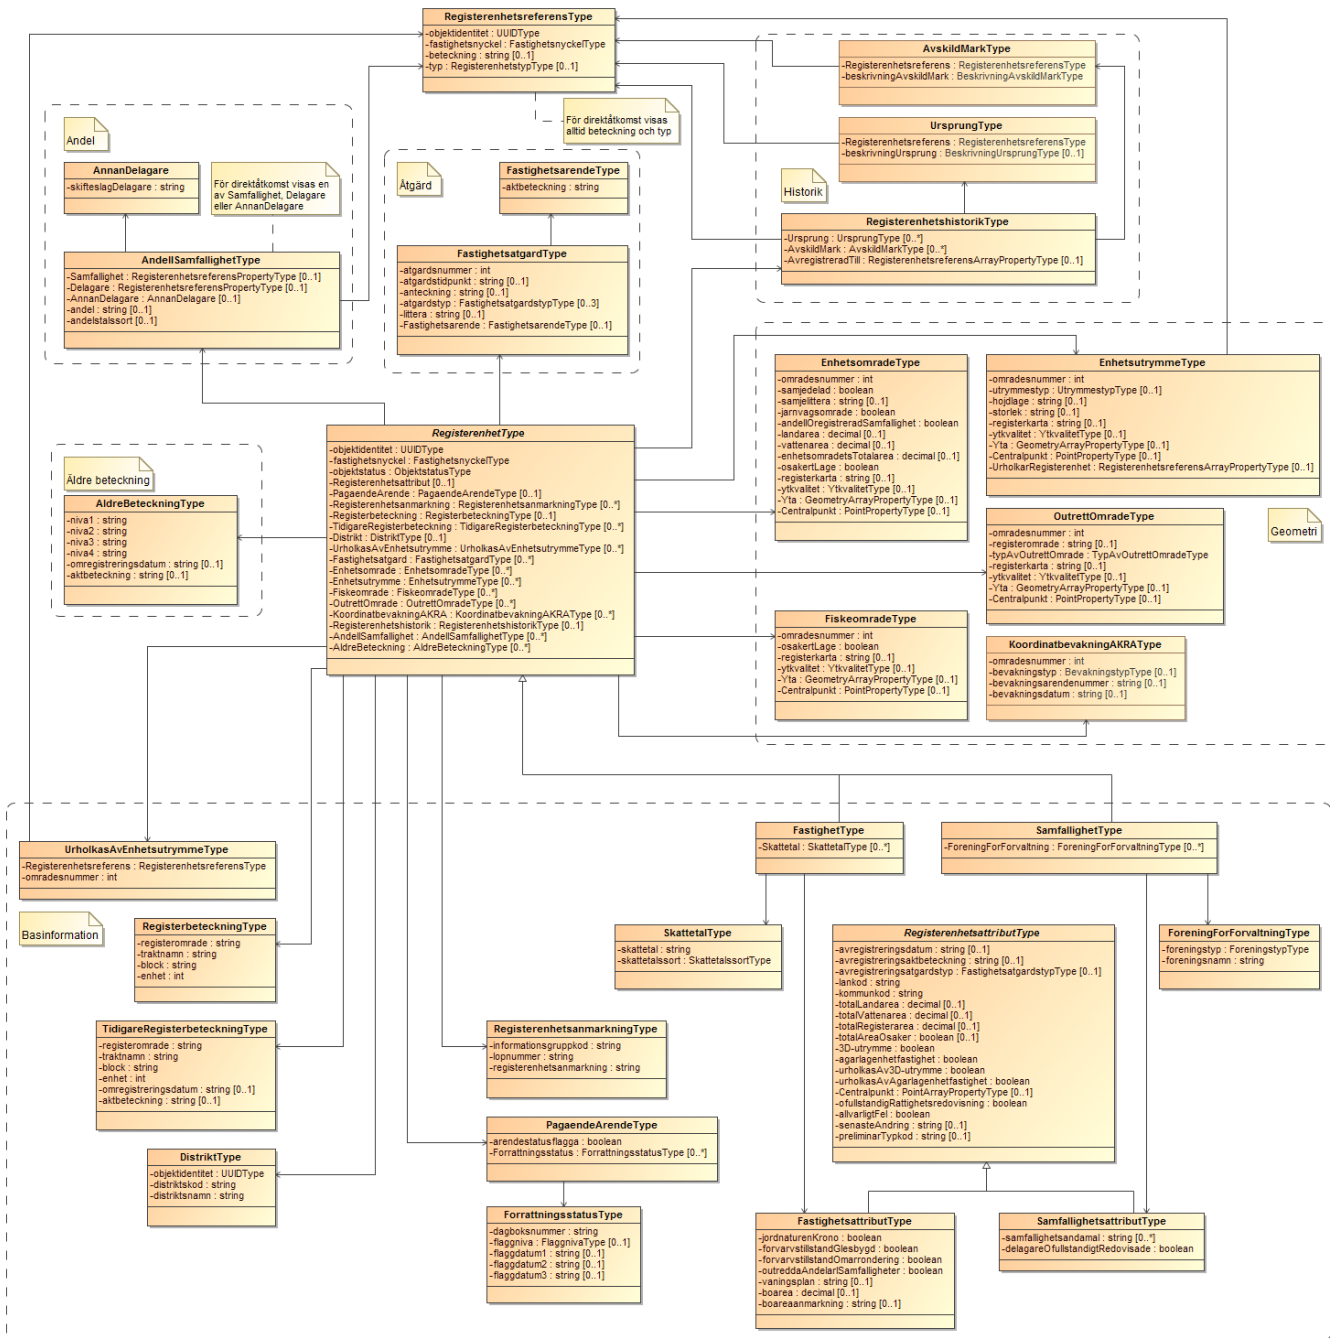 RegisterenhetsreferensType
-objektidentitet : UUIDType
-fastighetsnyckel : FastighetsnyckelType
-beteckning : string [0..1]
-typ : RegisterenhetstypType [0..1]
För direktåtkomst visas
alltid beteckning och typ
AvskildMarkType
-Registerenhetsreferens : RegisterenhetsreferensType
-beskrivningAvskildMark : BeskrivningAvskildMarkType
UrsprungType
-Registerenhetsreferens : RegisterenhetsreferensType
-beskrivningUrsprung : BeskrivningUrsprungType [0..1]
Historik
RegisterenhetshistorikType
-Ursprung : UrsprungType [0..*]
-AvskildMark : AvskildMarkType [0..*]
-AvregistreradTill : RegisterenhetsreferensArrayPropertyType [0..1]
Andel
AnnanDelagare
-skifteslagDelagare : string
För direktåtkomst visas en
av Samfallighet, Delagare
eller AnnanDelagare
AndelISamfallighetType
-Samfallighet : RegisterenhetsreferensPropertyType [0..1]
-Delagare : RegisterenhetsreferensPropertyType [0..1]
-AnnanDelagare : AnnanDelagare [0..1]
-andel : string [0..1]
-andelstalssort [0..1]
Åtgärd
FastighetsarendeType
-aktbeteckning : string
FastighetsatgardType
-atgardsnummer : int
-atgardstidpunkt : string [0..1]
-anteckning : string [0..1]
-atgardstyp : FastighetsatgardstypType [0..3]
-littera : string [0..1]
-Fastighetsarende : FastighetsarendeType [0..1]
EnhetsomradeType
-omradesnummer : int
-samjedelad : boolean
-samjelittera : string [0..1]
-jarnvagsomrade : boolean
-andelIOregistreradSamfallighet : boolean
-landarea : decimal [0..1]
-vattenarea : decimal [0..1]
-enhetsomradetsTotalarea : decimal [0..1]
-osakertLage : boolean
-registerkarta : string [0..1]
-ytkvalitet : YtkvalitetType [0..1]
-Yta : GeometryArrayPropertyType [0..1]
-Centralpunkt : PointPropertyType [0..1]
EnhetsutrymmeType
-omradesnummer : int
-utrymmestyp : UtrymmestypType [0..1]
-hojdlage : string [0..1]
-storlek : string [0..1]
-registerkarta : string [0..1]
-ytkvalitet : YtkvalitetType [0..1]
-Yta : GeometryArrayPropertyType [0..1]
-Centralpunkt : PointPropertyType [0..1]
-UrholkarRegisterenhet : RegisterenhetsreferensArrayPropertyType [0..1]
OutrettOmradeType
-omradesnummer : int
-registeromrade : string [0..1]
-typAvOutrettOmrade : TypAvOutrettOmradeType
-registerkarta : string [0..1]
-ytkvalitet : YtkvalitetType [0..1]
-Yta : GeometryArrayPropertyType [0..1]
-Centralpunkt : PointPropertyType [0..1]
Geometri
FiskeomradeType
-omradesnummer : int
-osakertLage : boolean
-registerkarta : string [0..1]
-ytkvalitet : YtkvalitetType [0..1]
-Yta : GeometryArrayPropertyType [0..1]
-Centralpunkt : PointPropertyType [0..1]
KoordinatbevakningAKRAType
-omradesnummer : int
-bevakningstyp : BevakningstypType [0..1]
-bevakningsarendenummer : string [0..1]
-bevakningsdatum : string [0..1]
RegisterenhetType
-objektidentitet : UUIDType
-fastighetsnyckel : FastighetsnyckelType
-objektstatus : ObjektstatusType
-Registerenhetsattribut [0..1]
-PagaendeArende : PagaendeArendeType [0..1]
-Registerenhetsanmarkning : RegisterenhetsanmarkningType [0..*]
-Registerbeteckning : RegisterbeteckningType [0..1]
-TidigareRegisterbeteckning : TidigareRegisterbeteckningType [0..*]
-Distrikt : DistriktType [0..1]
-UrholkasAvEnhetsutrymme : UrholkasAvEnhetsutrymmeType [0..*]
-Fastighetsatgard : FastighetsatgardType [0..*]
-Enhetsomrade : EnhetsomradeType [0..*]
-Enhetsutrymme : EnhetsutrymmeType [0..*]
-Fiskeomrade : FiskeomradeType [0..*]
-OutrettOmrade : OutrettOmradeType [0..*]
-KoordinatbevakningAKRA : KoordinatbevakningAKRAType [0..*]
-Registerenhetshistorik : RegisterenhetshistorikType [0..1]
-AndelISamfallighet : AndelISamfallighetType [0..*]
-AldreBeteckning : AldreBeteckningType [0..*]
Äldre beteckning
AldreBeteckningType
-niva1 : string
-niva2 : string
-niva3 : string
-niva4 : string
-omregistreringsdatum : string [0..1]
-aktbeteckning : string [0..1]
UrholkasAvEnhetsutrymmeType
-Registerenhetsreferens : RegisterenhetsreferensType
-omradesnummer : int
Basinformation
RegisterbeteckningType
-registeromrade : string
-traktnamn : string
-block : string
-enhet : int
TidigareRegisterbeteckningType
-registeromrade : string
-traktnamn : string
-block : string
-enhet : int
-omregistreringsdatum : string [0..1]
-aktbeteckning : string [0..1]
DistriktType
-objektidentitet : UUIDType
-distriktskod : string
-distriktsnamn : string
RegisterenhetsanmarkningType
-informationsgruppkod : string
-lopnummer : string
-registerenhetsanmarkning : string
PagaendeArendeType
-arendestatusflagga : boolean
-Forrattningsstatus : ForrattningsstatusType [0..*]
ForrattningsstatusType
-dagboksnummer : string
-flaggniva : FlaggnivaType [0..1]
-flaggdatum1 : string [0..1]
-flaggdatum2 : string [0..1]
-flaggdatum3 : string [0..1]
FastighetType
-Skattetal : SkattetalType [0..*]
SamfallighetType
-ForeningForForvaltning : ForeningForForvaltningType [0..*]
SkattetalType
-skattetal : string
-skattetalssort : SkattetalssortType
RegisterenhetsattributType
-avregistreringsdatum : string [0..1]
-avregistreringsaktbeteckning : string [0..1]
-avregistreringsatgardstyp : FastighetsatgardstypType [0..1]
-lankod : string
-kommunkod : string
-totalLandarea : decimal [0..1]
-totalVattenarea : decimal [0..1]
-totalRegisterarea : decimal [0..1]
-totalAreaOsaker : boolean [0..1]
-3D-utrymme : boolean
-agarlagenhetfastighet : boolean
-urholkasAv3D-utrymme : boolean
-urholkasAvAgarlagenhetfastighet : boolean
-Centralpunkt : PointArrayPropertyType [0..1]
-ofullstandigRattighetsredovisning : boolean
-allvarligtFel : boolean
-senasteAndring : string [0..1]
-preliminarTypkod : string [0..1]
ForeningForForvaltningType
-foreningstyp : ForeningstypType
-foreningsnamn : string
FastighetsattributType
-jordnaturenKrono : boolean
-forvarvstillstandGlesbygd : boolean
-forvarvstillstandOmarrondering : boolean
-outreddaAndelarISamfalligheter : boolean
-vaningsplan : string [0..1]
-boarea : decimal [0..1]
-boareaanmarkning : string [0..1]
SamfallighetsattributType
-samfallighetsandamal : string [0..*]
-delagareOfullstandigtRedovisade : boolean